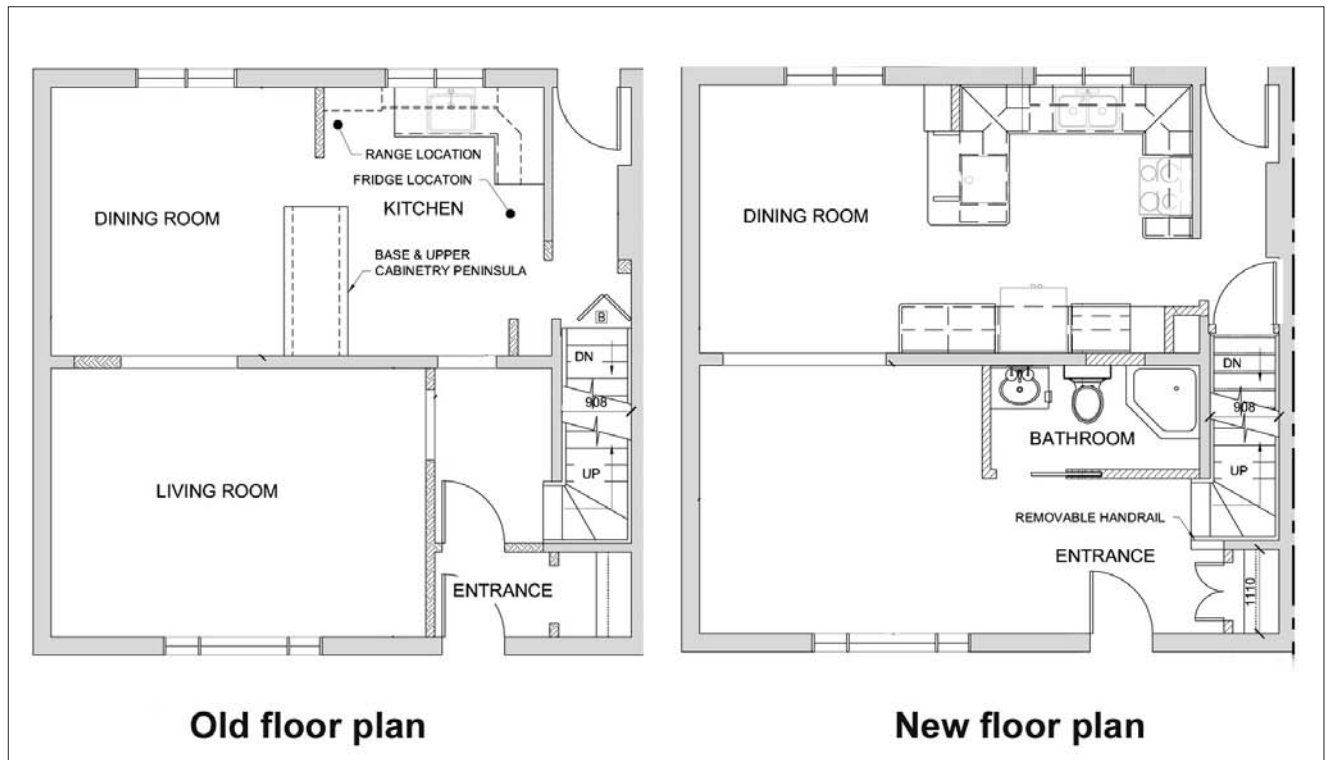 RANGE LOCATION
FRIDGE LOCATOIN
KITCHEN
DINING ROOM
BASE & UPPER
CABINETRY PENINSULA
B
DN
908
UP
LIVING ROOM
ENTRANCE
Old floor plan
DINING ROOM
DN
908
BATHROOM
UP
REMOVABLE HANDRAIL
ENTRANCE
1110
New floor plan